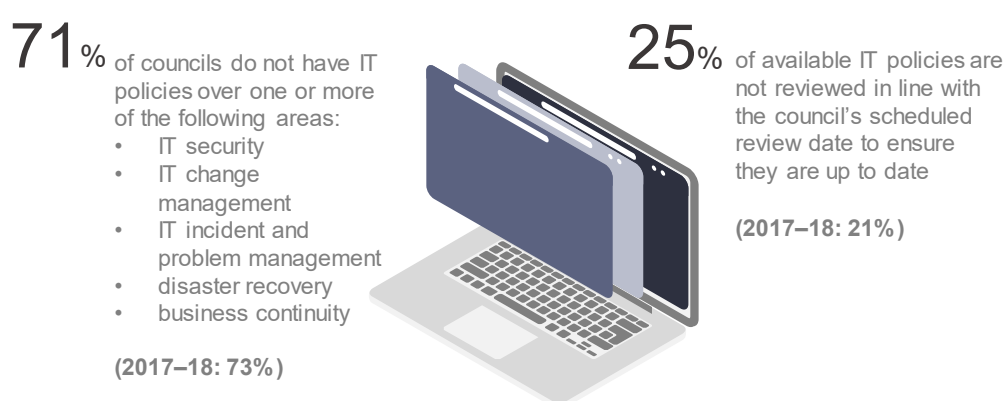 71%
of councils do not have IT
policies over one or more
of the following areas:
• IT security
• IT change
management
• IT incident and
problem management
• disaster recovery
• business continuity
(2017–18: 73%)
25%
of available IT policies are
not reviewed in line with
the council's scheduled
review date to ensure
they are up to date
(2017–18: 21%)